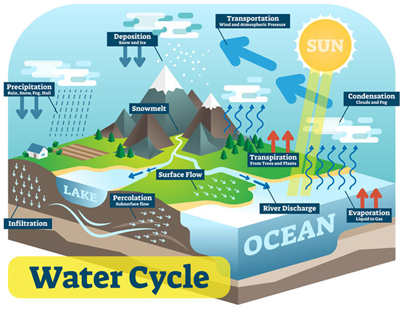 Transportation
Wind and Atmospheric Pressure
Deposition
Snow and Ice
SUN
Precipitation
Rain, Snow, Fog, Hail
Condensation
Clouds and Fog
Snowmelt
Transpiration
From Trees and Plants
Surface Flow
LAKE
Percolation
Subsurface flow
River Discharge
Evaporation
Liquid to Gas
Infiltration
OCEAN
Water Cycle